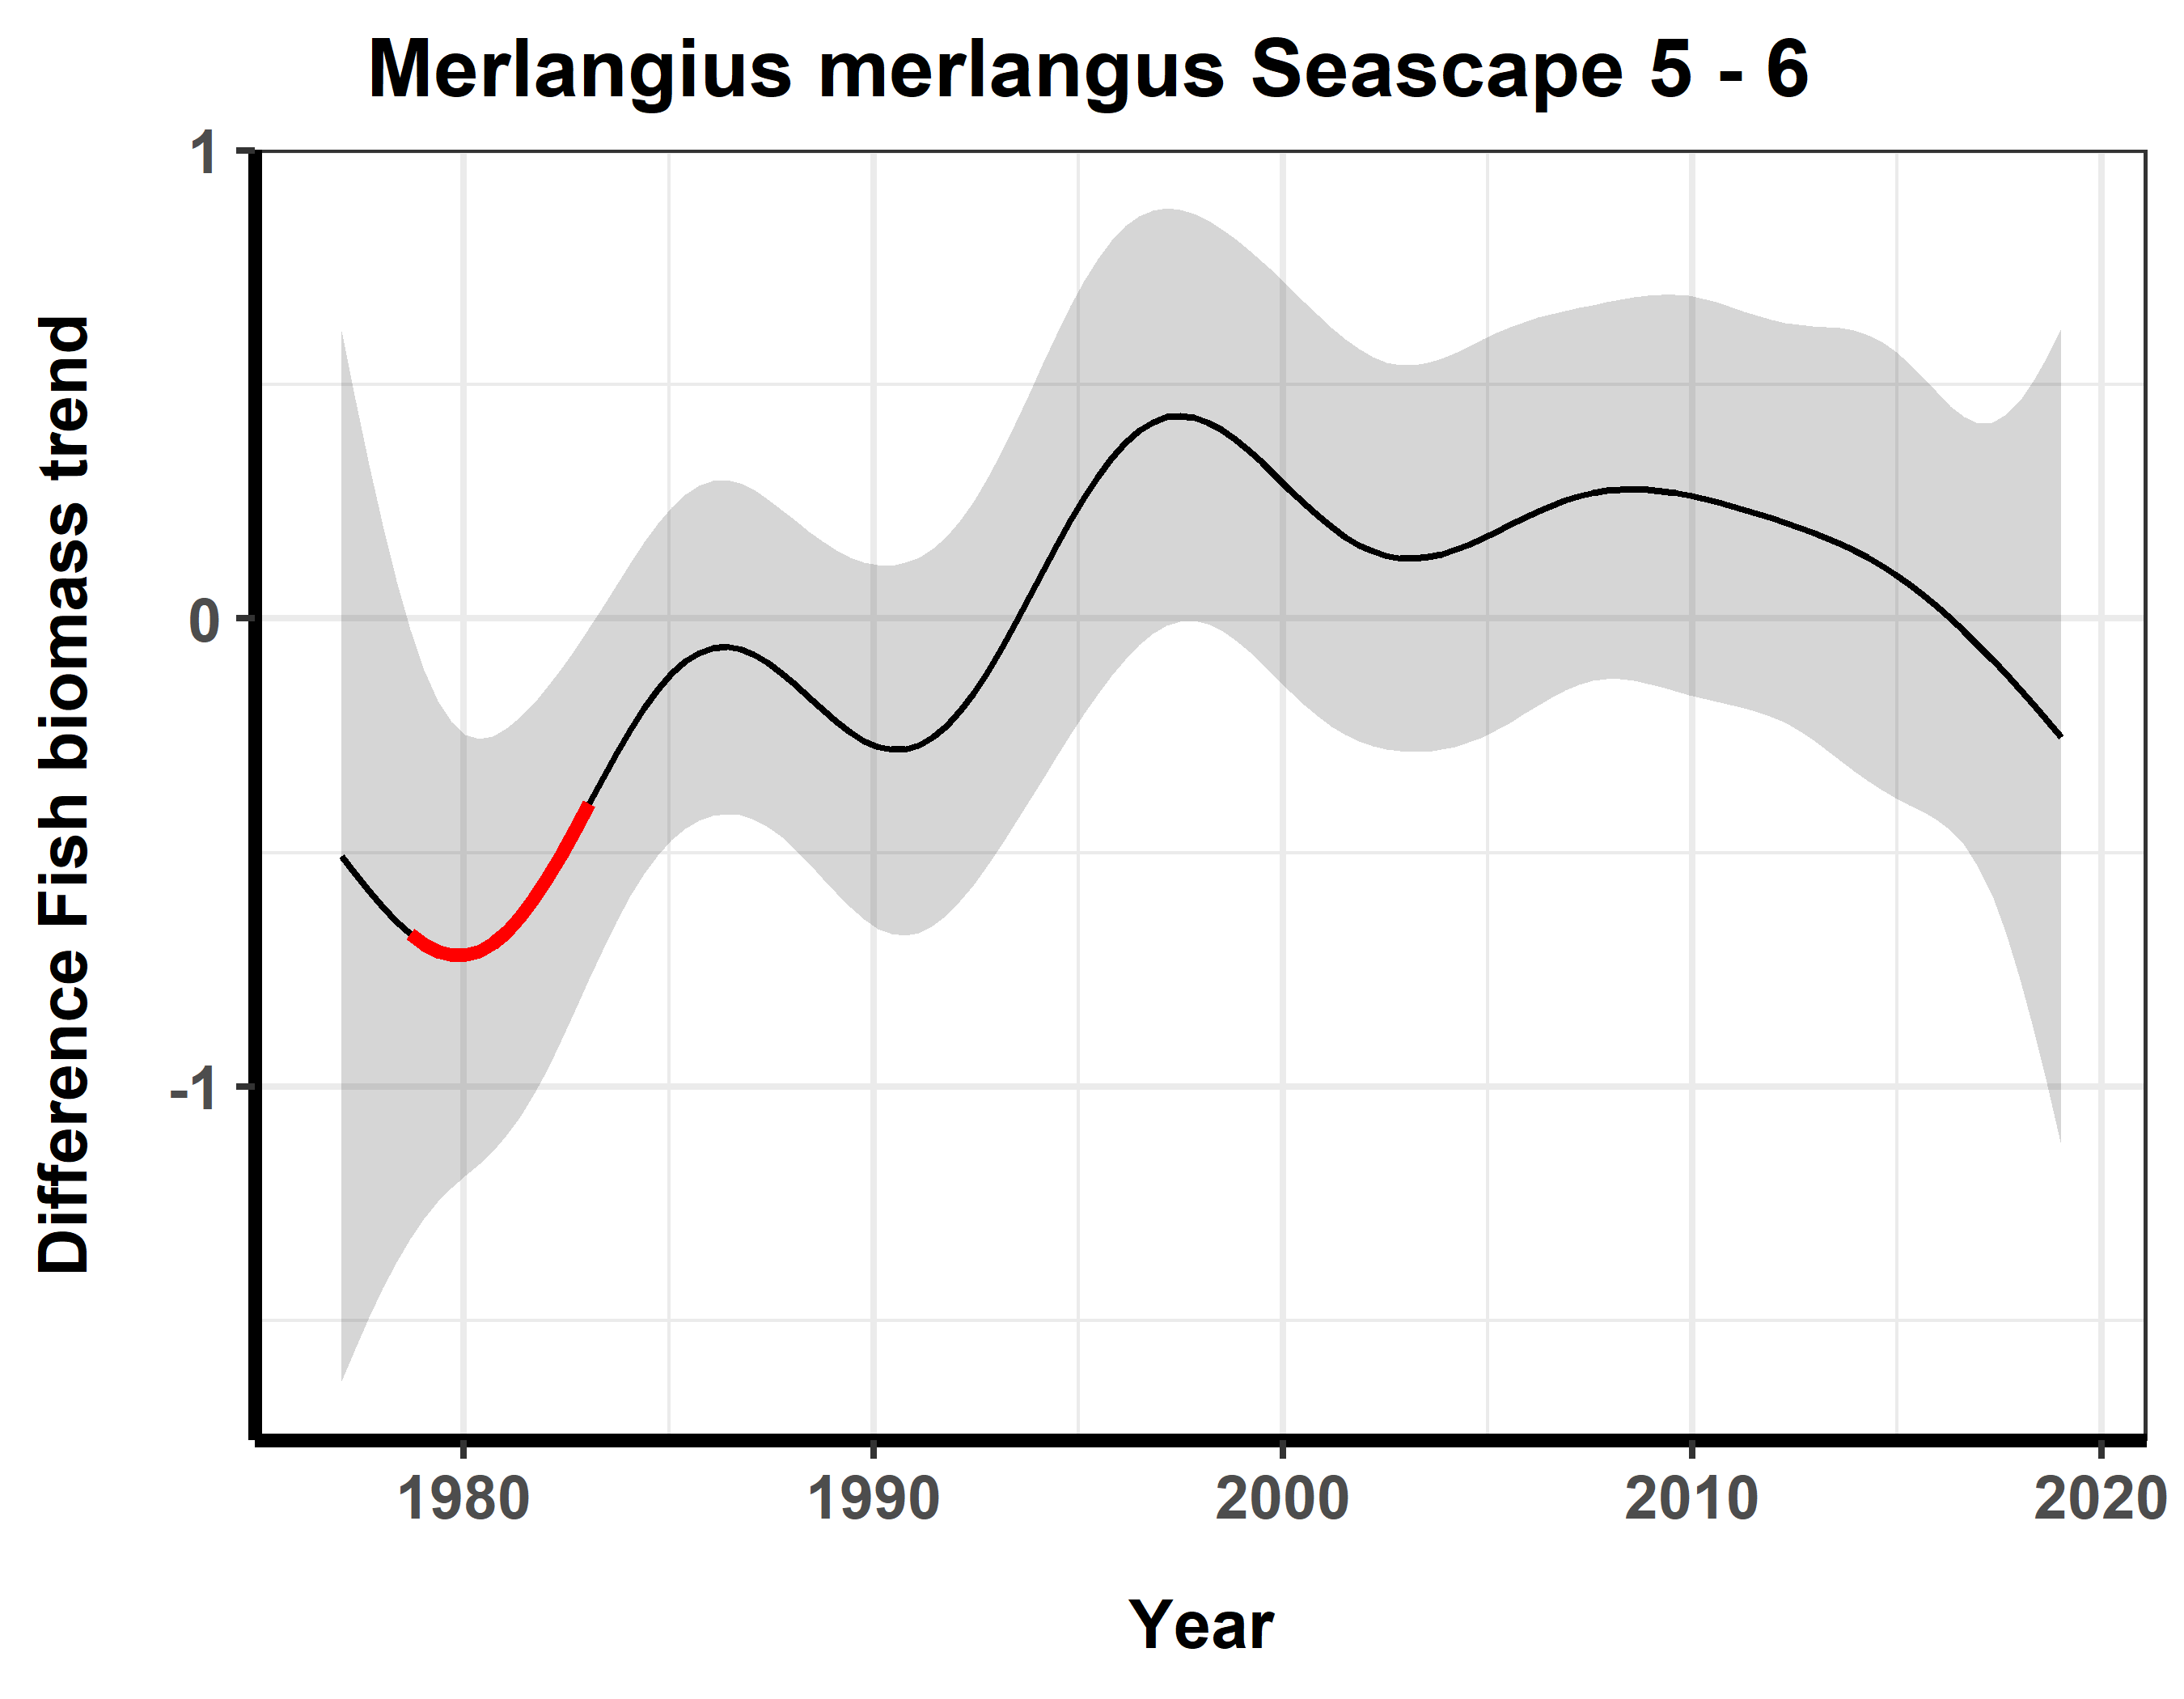 Merlangius merlangus Seascape 5 - 6
Difference Fish biomass trend
1
0
-1
1980
1990
2000
2010
2020
Year